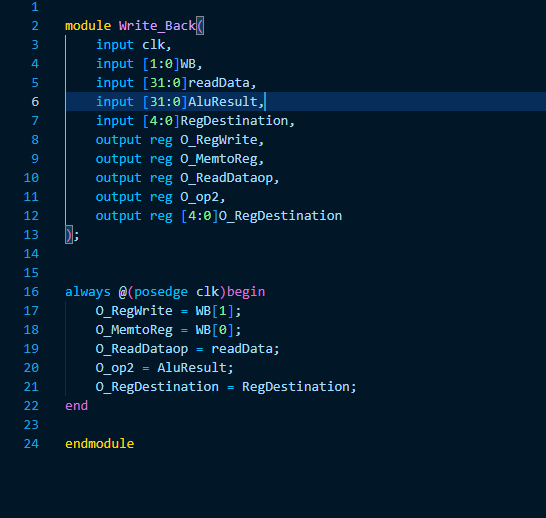 1
2 module Write_Back(
3     input clk,
4     input [1:0]WB,
5     input [31:0]readData,
6     input [31:0]AluResult,
7     input [4:0]RegDestination,
8     output reg O_RegWrite,
9     output reg O_MemtoReg,
10     output reg O_ReadDataop,
11     output reg O_op2,
12     output reg [4:0]O_RegDestination
13 );
14
15
16 always @(posedge clk)begin
17     O_RegWrite = WB[1];
18     O_MemtoReg = WB[0];
19     O_ReadDataop = readData;
20     O_op2 = AluResult;
21     O_RegDestination = RegDestination;
22 end
23
24 endmodule